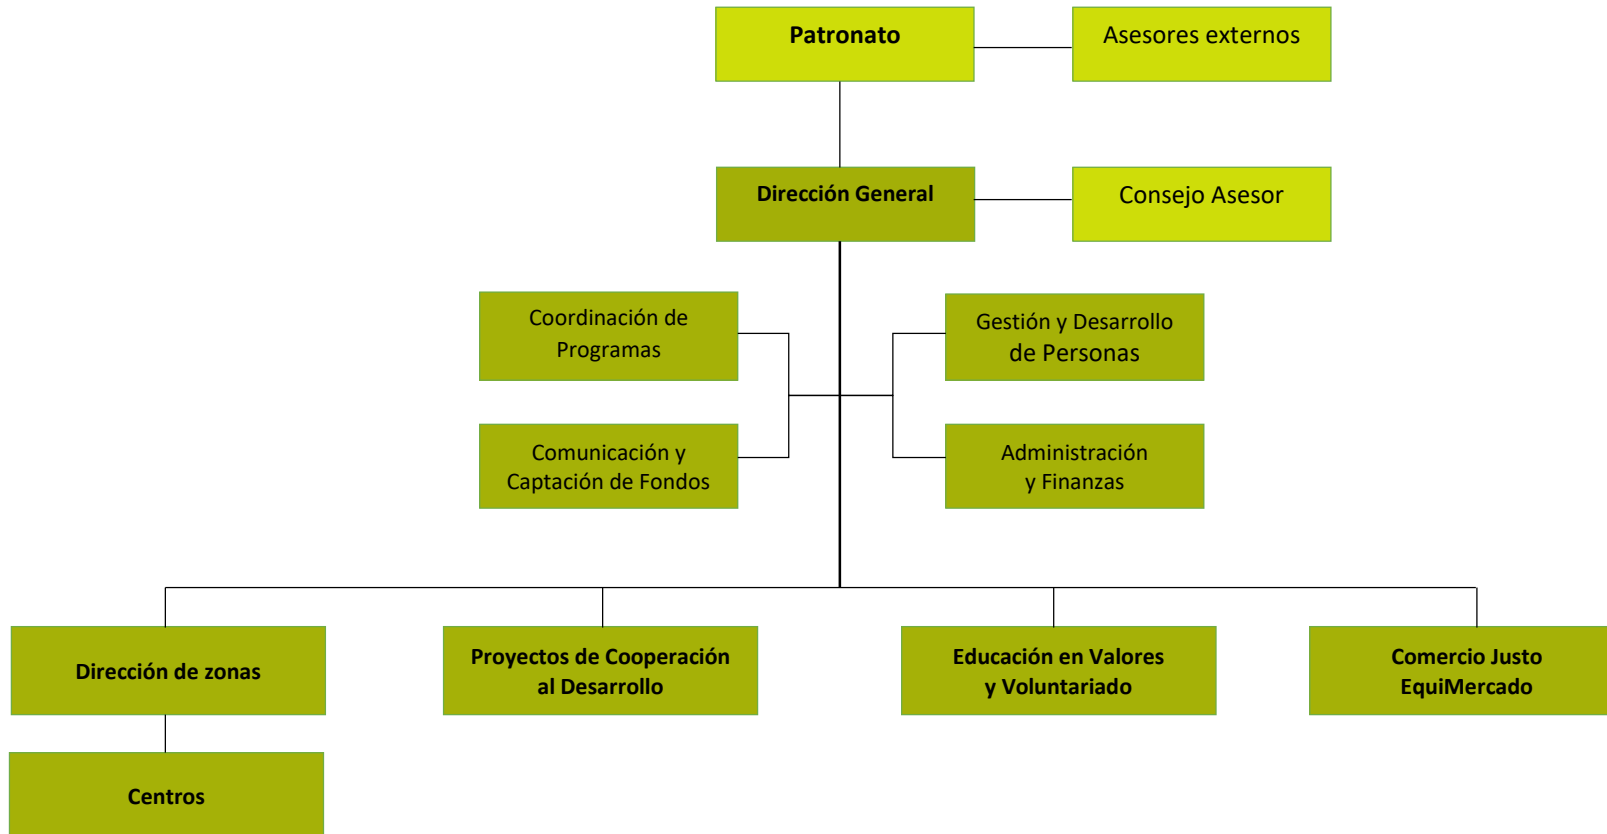 Patronato
Asesores externos
Dirección General
Consejo Asesor
Coordinación de
Programas
Gestión y Desarrollo
de Personas
Comunicación y
Captación de Fondos
Administración
y Finanzas
Dirección de zonas
Proyectos de Cooperación
al Desarrollo
Educación en Valores
y Voluntariado
Comercio Justo
EquiMercado
Centros